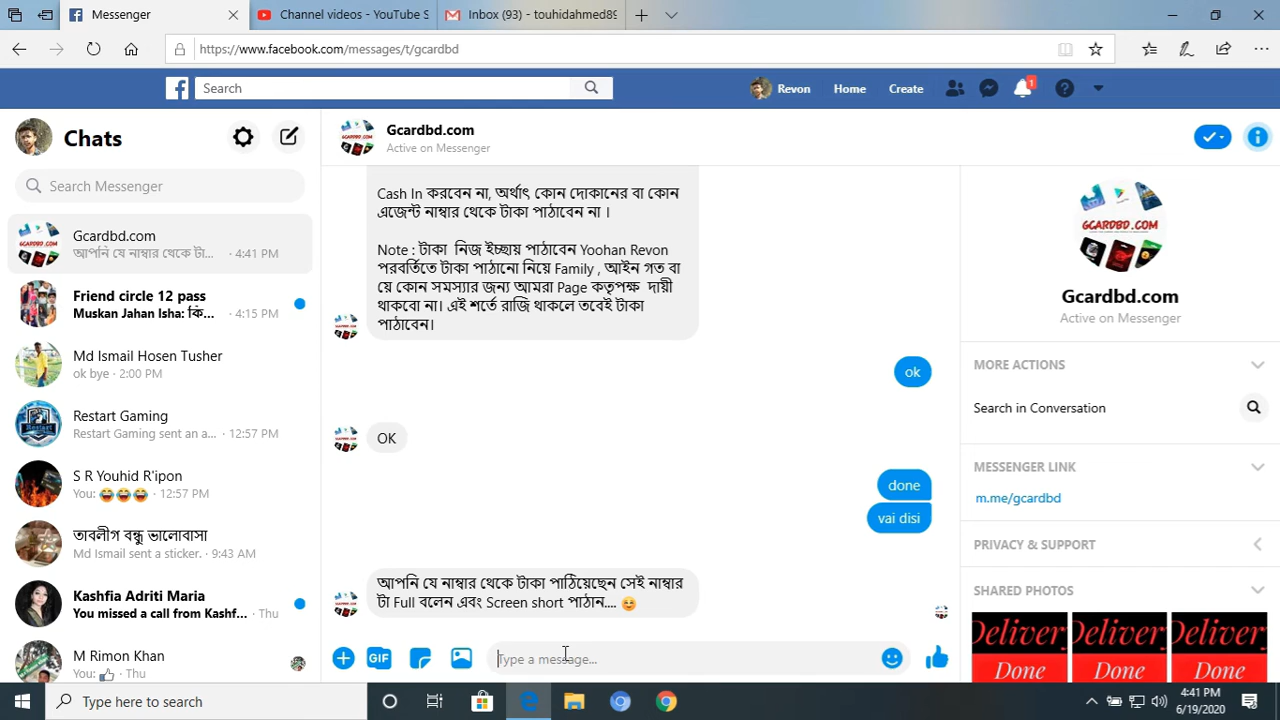 Messenger
Channel videos - YouTube S
Inbox (93) - touhidahmed89
https://www.facebook.com/messages/t/gcardbd
Search
Revon
Home
Create
1
Chats
Search Messenger
Gcardbd.com
আপনি যে নাম্বার থেকে টা... · 4:41 PM
Friend circle 12 pass
Muskan Jahan Isha: কি... · 4:15 PM
Md Ismail Hosen Tusher
ok bye · 2:00 PM
Restart Gaming
Restart Gaming sent an a... · 12:57 PM
S R Youhid R'ipon
You: 😂😂😂 · 12:57 PM
তাবলীগ বন্ধু ভালোবাসা
Md Ismail sent a sticker. · 9:43 AM
Kashfia Adriti Maria
You missed a call from Kashf... · Thu
M Rimon Khan
You: 👍 · Thu
Gcardbd.com
Active on Messenger
Cash In করবেন না, অর্থাৎ কোন দোকানের বা কোন
এজেন্ট নাম্বার থেকে টাকা পাঠাবেন না ।
Note : টাকা নিজ ইচ্ছায় পাঠাবেন Yoohan Revon
পরবর্তিতে টাকা পাঠানো নিয়ে Family , আইন গত বা
যে কোন সমস্যার জন্য আমরা Page কতৃপক্ষ দায়ী
থাকবো না। এই শর্তে রাজি থাকলে তবেই টাকা
পাঠাবেন।
ok
OK
done
vai disi
আপনি যে নাম্বার থেকে টাকা পাঠিয়েছেন সেই নাম্বার
টা Full বলেন এবং Screen short পাঠান.... 😊
Type a message...
GIF
GCARDBD.COM
Gcardbd.com
Active on Messenger
MORE ACTIONS
Search in Conversation
MESSENGER LINK
m.me/gcardbd
PRIVACY & SUPPORT
SHARED PHOTOS
Deliver Deliver Deliver
Done Done Done
Type here to search
4:41 PM
6/19/2020